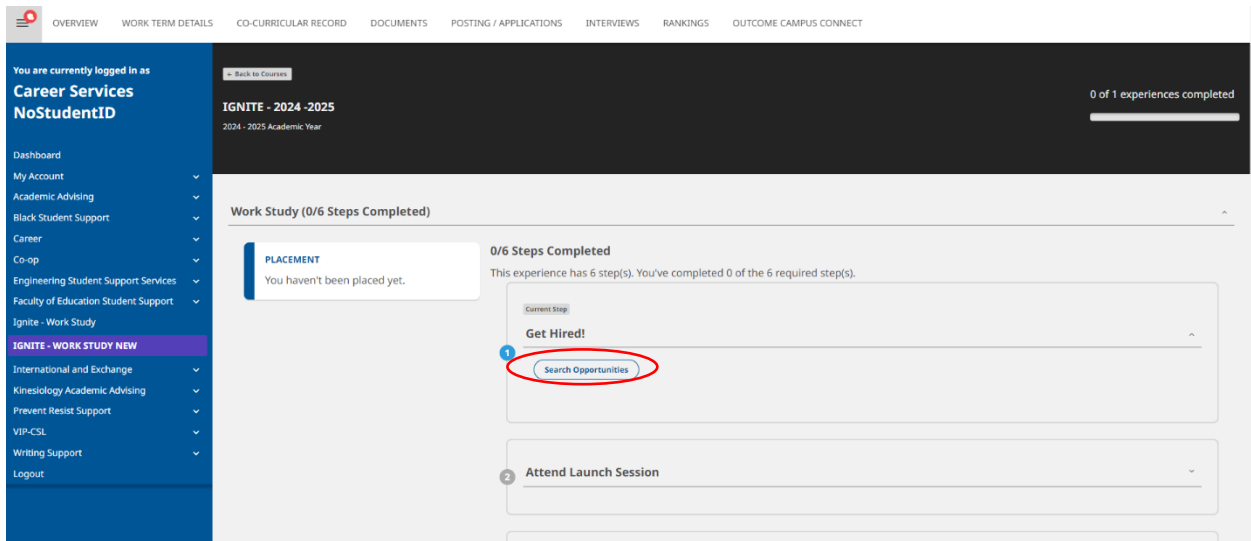 OVERVIEW WORK TERM DETAILS CO-CURRICULAR RECORD DOCUMENTS POSTING / APPLICATIONS INTERVIEWS RANKINGS OUTCOME CAMPUS CONNECT
You are currently logged in as
Career Services
NoStudentID
Dashboard
My Account
Academic Advising
Black Student Support
Career
Co-op
Engineering Student Support Services
Faculty of Education Student Support
Ignite - Work Study
IGNITE - WORK STUDY NEW
International and Exchange
Kinesiology Academic Advising
Prevent Resist Support
VIP-CSL
Writing Support
Logout
← Back to Courses
IGNITE - 2024 -2025
2024 - 2025 Academic Year
0 of 1 experiences completed
Work Study (0/6 Steps Completed)
PLACEMENT
You haven't been placed yet.
0/6 Steps Completed
This experience has 6 step(s). You've completed 0 of the 6 required step(s).
Current Step
Get Hired!
1
Search Opportunities
2
Attend Launch Session